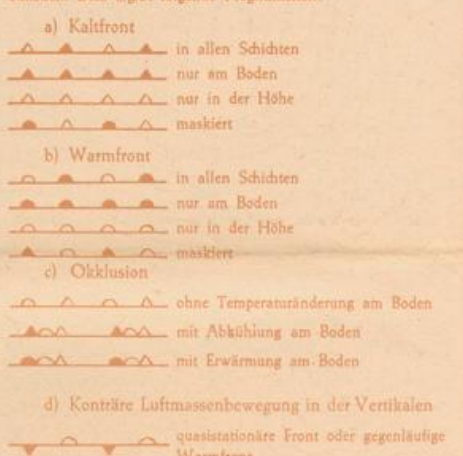 a) Kaltfront
in allen Schichten
nur am Boden
nur in der Höhe
maskiert
b) Warmfront
in allen Schichten
nur am Boden
nur in der Höhe
maskiert
c) Okklusion
ohne Temperaturänderung am Boden
mit Abkühlung am Boden
mit Erwärmung am Boden
d) Konträre Luftmassenbewegung in der Vertikalen
quasistationäre Front oder gegenläufige
Warmfront